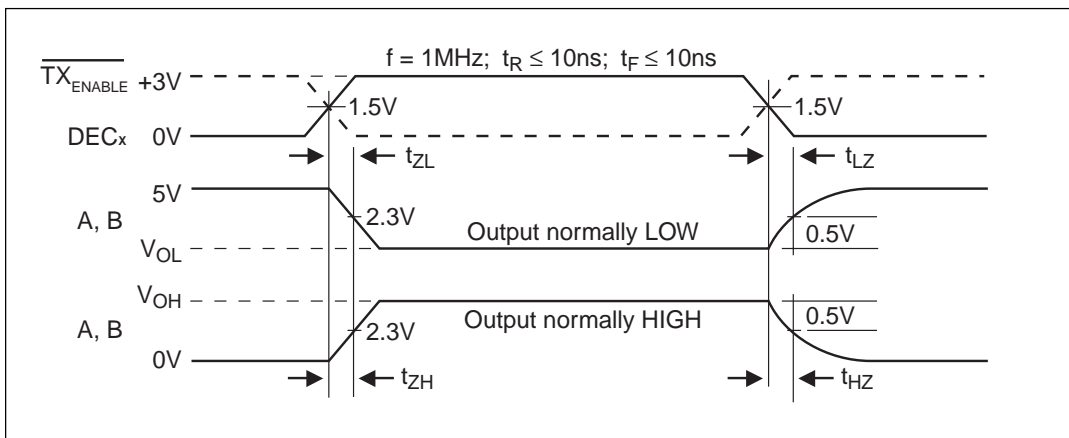 f = 1MHz; tR ≤ 10ns; tF ≤ 10ns
TXENABLE +3V
1.5V
1.5V
DECx 0V
tZL
tLZ
5V
A, B
2.3V
Output normally LOW
0.5V
VOL
VOH
A, B
2.3V
Output normally HIGH
0.5V
0V
tZH
tHZ